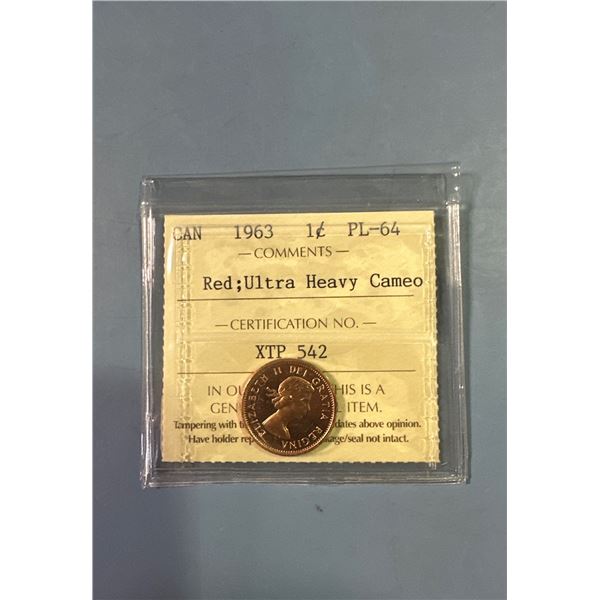 CAN 1963 1¢ PL-64
— COMMENTS —
Red;Ultra Heavy Cameo
— CERTIFICATION NO. —
XTP 542
IN OU HIS IS A
GEN L ITEM.
Tampering with t dates above opinion.
Have holder rep age/seal not intact.
ELIZABETH II DEI GRATIA REGINA